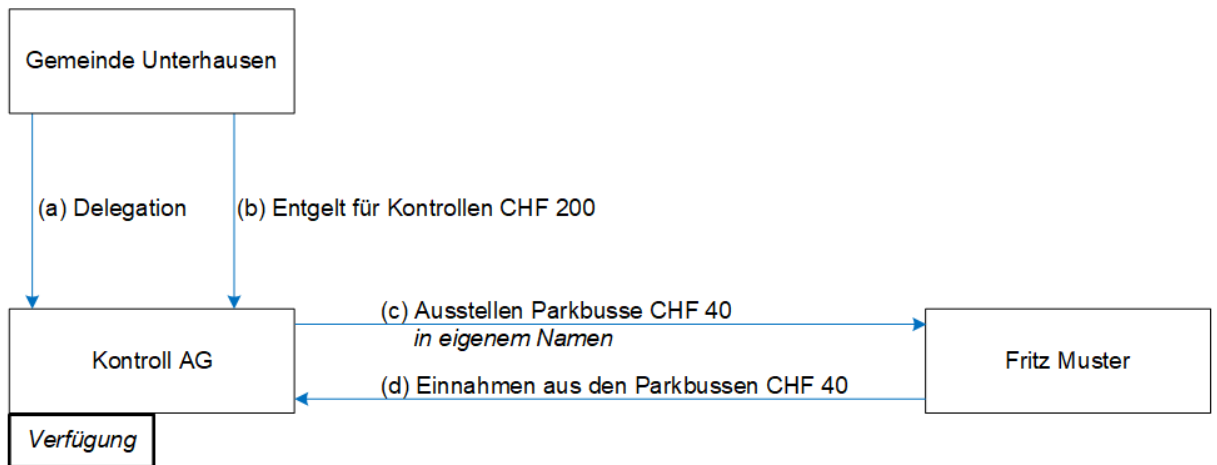 Gemeinde Unterhausen
(a) Delegation
(b) Entgelt für Kontrollen CHF 200
Kontroll AG
(c) Ausstellen Parkbusse CHF 40
in eigenem Namen
(d) Einnahmen aus den Parkbussen CHF 40
Fritz Muster
Verfügung